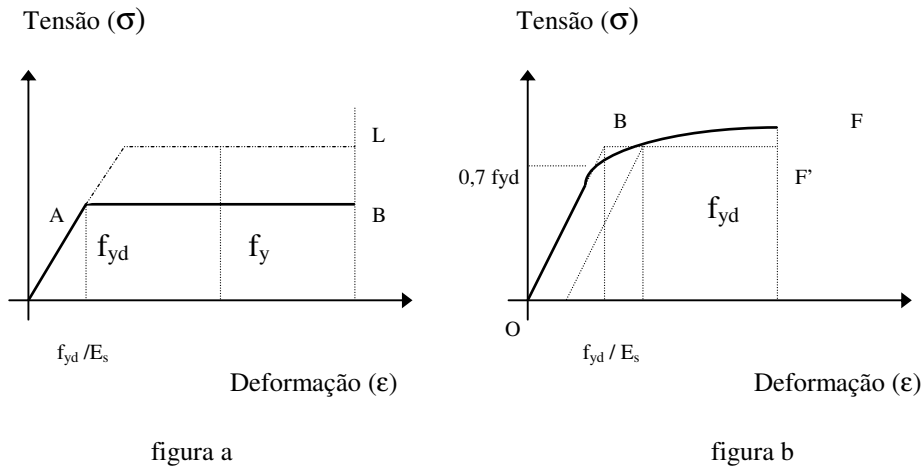 Tensão (σ)
L
A
B
f_yd
f_y
f_yd /E_s
Deformação (ε)
figura a
Tensão (σ)
B
F
0,7 fyd
F'
f_yd
O
f_yd / E_s
Deformação (ε)
figura b